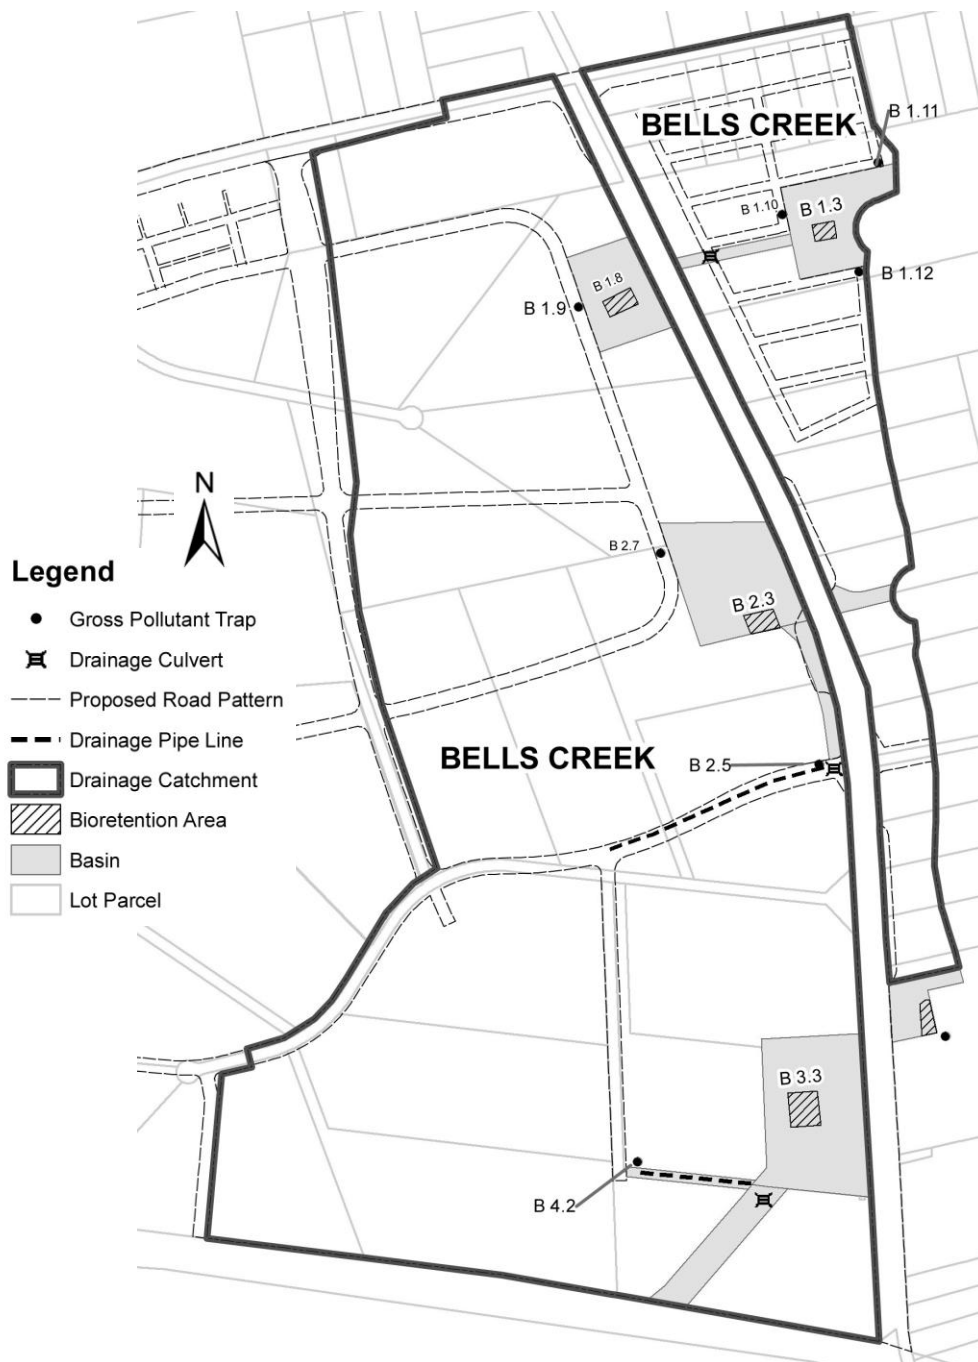 BELLS CREEK
B 1.11
B 1.10
B 1.3
B 1.12
B 1.8
B 1.9
N
B 2.7
B 2.3
Legend
Gross Pollutant Trap
Drainage Culvert
Proposed Road Pattern
Drainage Pipe Line
Drainage Catchment
Bioretention Area
Basin
Lot Parcel
BELLS CREEK
B 2.5
B 3.3
B 4.2